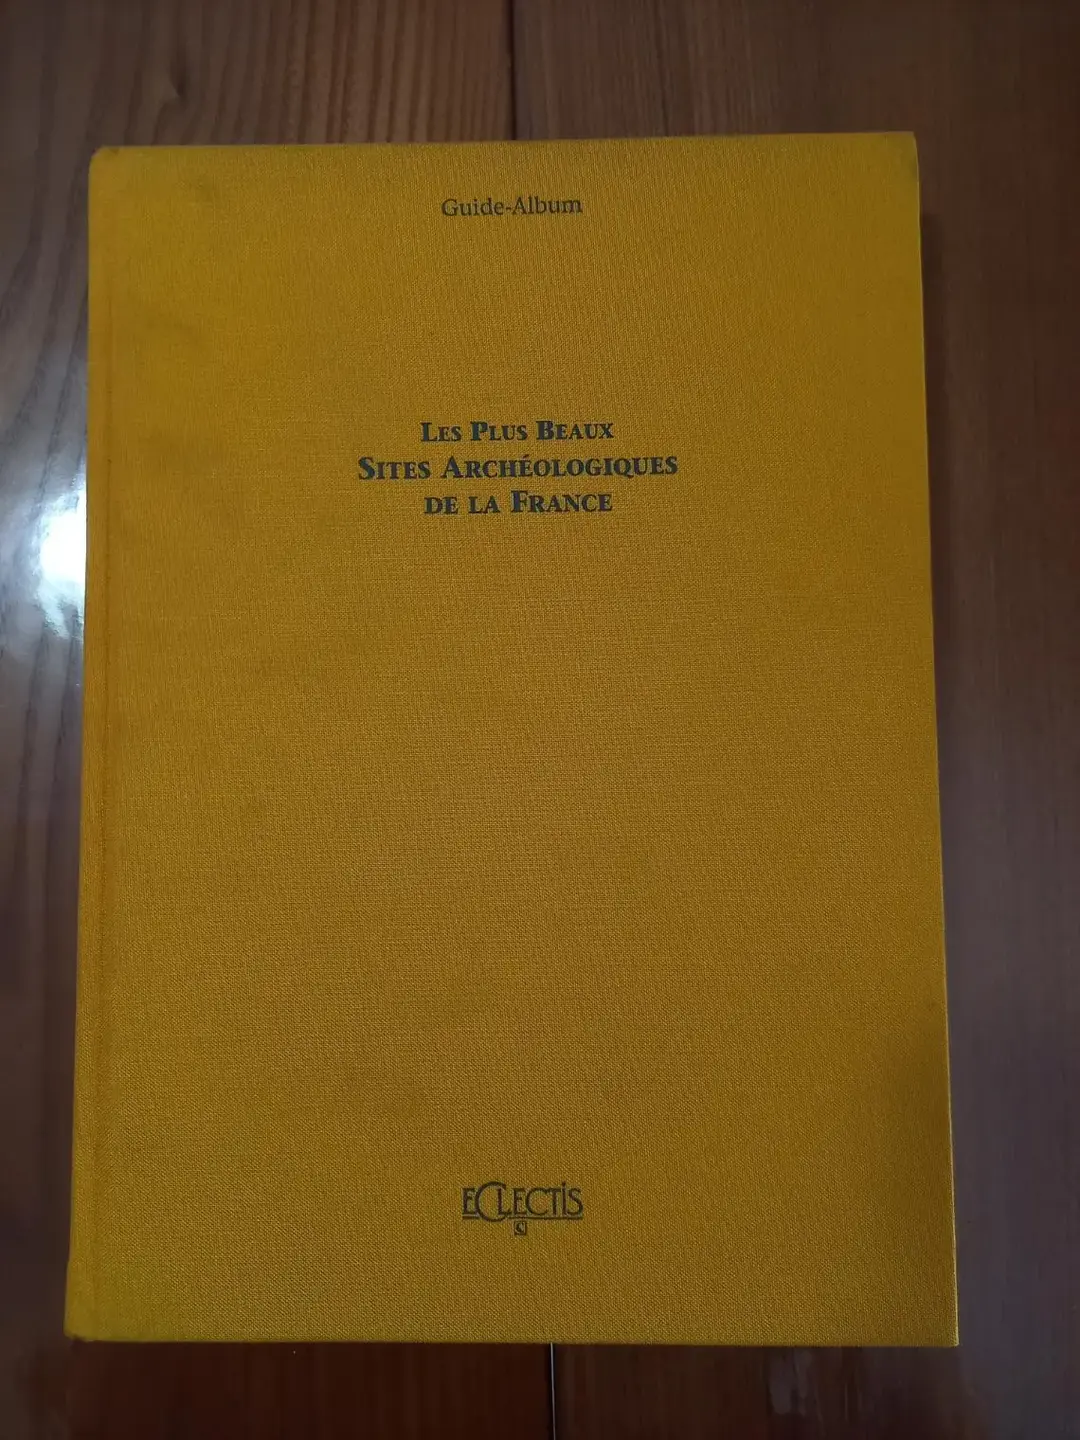 Guide-Album
Les Plus Beaux
Sites Archéologiques
de la France
Eclectis